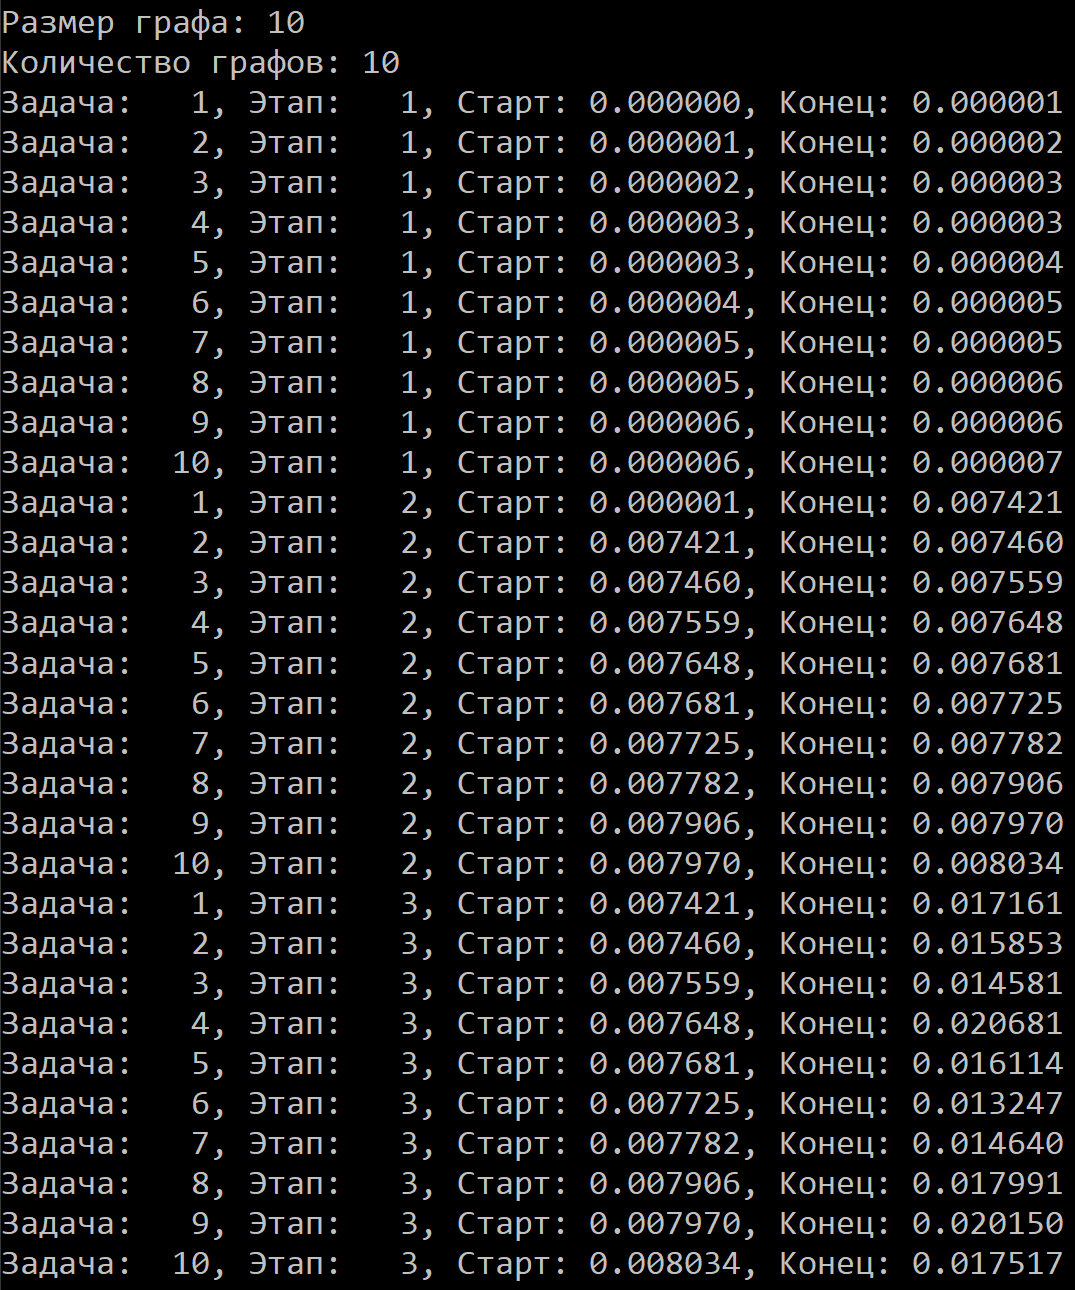 Размер графа: 10
Количество графов: 10
Задача:   1, Этап:   1, Старт: 0.000000, Конец: 0.000001
Задача:   2, Этап:   1, Старт: 0.000001, Конец: 0.000002
Задача:   3, Этап:   1, Старт: 0.000002, Конец: 0.000003
Задача:   4, Этап:   1, Старт: 0.000003, Конец: 0.000003
Задача:   5, Этап:   1, Старт: 0.000003, Конец: 0.000004
Задача:   6, Этап:   1, Старт: 0.000004, Конец: 0.000005
Задача:   7, Этап:   1, Старт: 0.000005, Конец: 0.000005
Задача:   8, Этап:   1, Старт: 0.000005, Конец: 0.000006
Задача:   9, Этап:   1, Старт: 0.000006, Конец: 0.000006
Задача:  10, Этап:   1, Старт: 0.000006, Конец: 0.000007
Задача:   1, Этап:   2, Старт: 0.000001, Конец: 0.007421
Задача:   2, Этап:   2, Старт: 0.007421, Конец: 0.007460
Задача:   3, Этап:   2, Старт: 0.007460, Конец: 0.007559
Задача:   4, Этап:   2, Старт: 0.007559, Конец: 0.007648
Задача:   5, Этап:   2, Старт: 0.007648, Конец: 0.007681
Задача:   6, Этап:   2, Старт: 0.007681, Конец: 0.007725
Задача:   7, Этап:   2, Старт: 0.007725, Конец: 0.007782
Задача:   8, Этап:   2, Старт: 0.007782, Конец: 0.007906
Задача:   9, Этап:   2, Старт: 0.007906, Конец: 0.007970
Задача:  10, Этап:   2, Старт: 0.007970, Конец: 0.008034
Задача:   1, Этап:   3, Старт: 0.007421, Конец: 0.017161
Задача:   2, Этап:   3, Старт: 0.007460, Конец: 0.015853
Задача:   3, Этап:   3, Старт: 0.007559, Конец: 0.014581
Задача:   4, Этап:   3, Старт: 0.007648, Конец: 0.020681
Задача:   5, Этап:   3, Старт: 0.007681, Конец: 0.016114
Задача:   6, Этап:   3, Старт: 0.007725, Конец: 0.013247
Задача:   7, Этап:   3, Старт: 0.007782, Конец: 0.014640
Задача:   8, Этап:   3, Старт: 0.007906, Конец: 0.017991
Задача:   9, Этап:   3, Старт: 0.007970, Конец: 0.020150
Задача:  10, Этап:   3, Старт: 0.008034, Конец: 0.017517